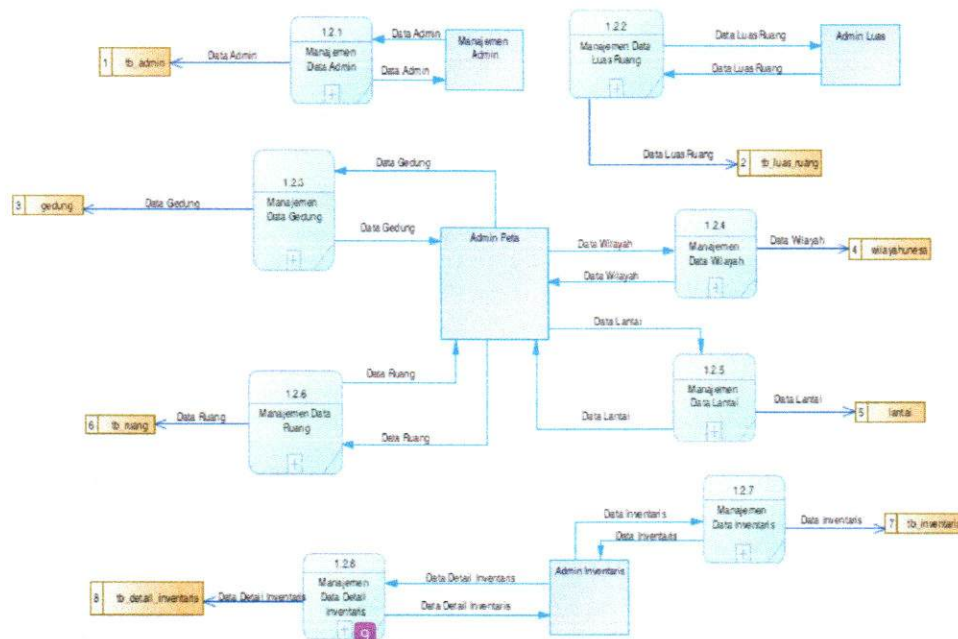 1.2.1
Manajemen
Data Admin
Data Admin
Data Admin
Manajemen
Admin
Data Admin
1 tb_admin
1.2.2
Manajemen Data
Luas Ruang
Data Luas Ruang
Data Luas Ruang
Admin Luas
Data Luas Ruang
2 tb_luas_ruang
Data Gedung
1.2.3
Manajemen
Data Gedung
Data Gedung
3 gedung
Data Gedung
Admin Peta
Data Wilayah
Data Wilayah
1.2.4
Manajemen
Data Wilayah
Data Wilayah
4 wilayahunesa
Data Lantai
1.2.5
Manajemen
Data Lantai
Data Lantai
Data Lantai
5 lantai
Data Ruang
1.2.6
Manajemen Data
Ruang
Data Ruang
6 tb_ruang
Data Ruang
1.2.7
Manajemen
Data Inventaris
Data Inventaris
Data Inventaris
Data Inventaris
7 tb_inventaris
Admin Inventaris
1.2.8
Manajemen
Data Detail
Inventaris
Data Detail Inventaris
Data Detail Inventaris
Data Detail Inventaris
8 tb_detail_inventaris
9